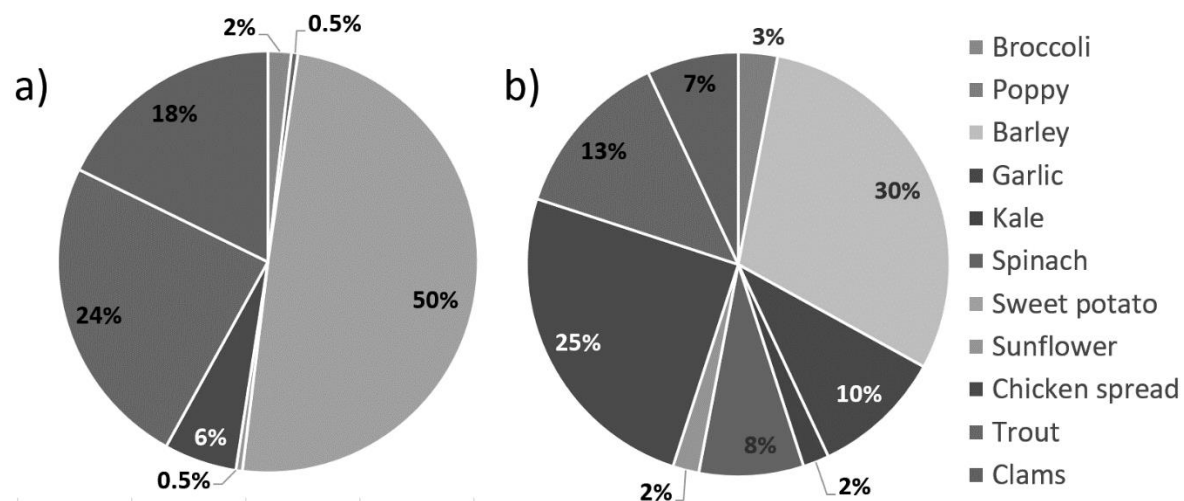 a)
2%
0.5%
50%
0.5%
6%
24%
18%
b)
3%
30%
10%
2%
8%
2%
25%
13%
7%
Broccoli
Poppy
Barley
Garlic
Kale
Spinach
Sweet potato
Sunflower
Chicken spread
Trout
Clams